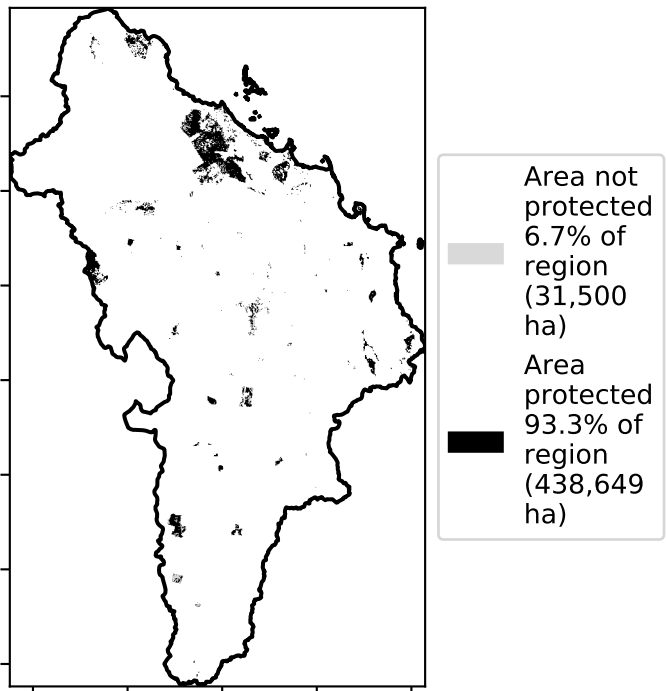 Area not
protected
6.7% of
region
(31,500
ha)
Area
protected
93.3% of
region
(438,649
ha)